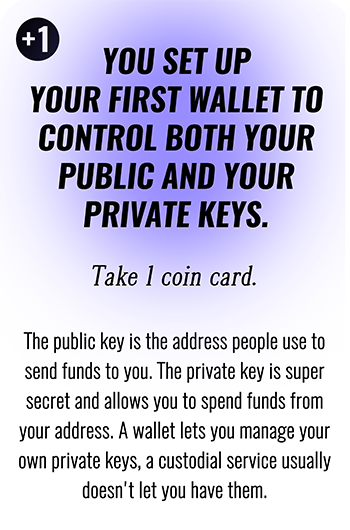 +1
YOU SET UP
YOUR FIRST WALLET TO
CONTROL BOTH YOUR
PUBLIC AND YOUR
PRIVATE KEYS.
Take 1 coin card.
The public key is the address people use to
send funds to you. The private key is super
secret and allows you to spend funds from
your address. A wallet lets you manage your
own private keys, a custodial service usually
doesn't let you have them.